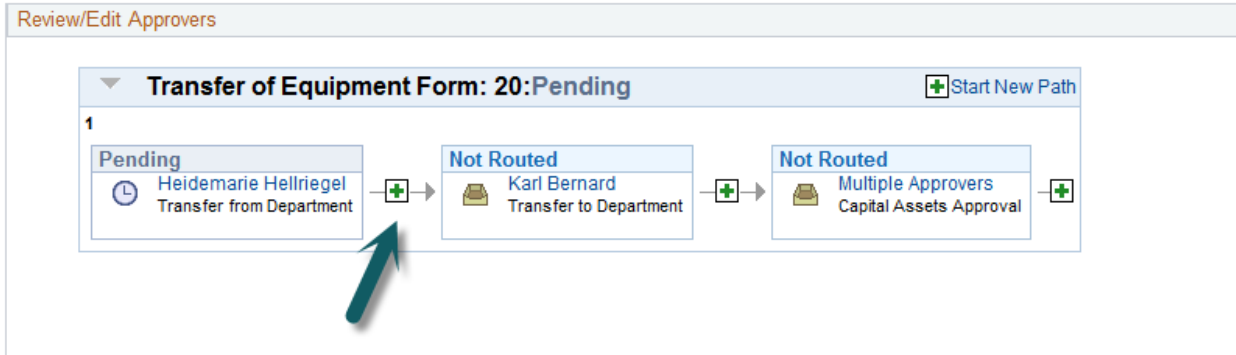 Review/Edit Approvers
Transfer of Equipment Form: 20:Pending
Start New Path
1
Pending
Heidemarie Hellriegel
Transfer from Department
Not Routed
Karl Bernard
Transfer to Department
Not Routed
Multiple Approvers
Capital Assets Approval